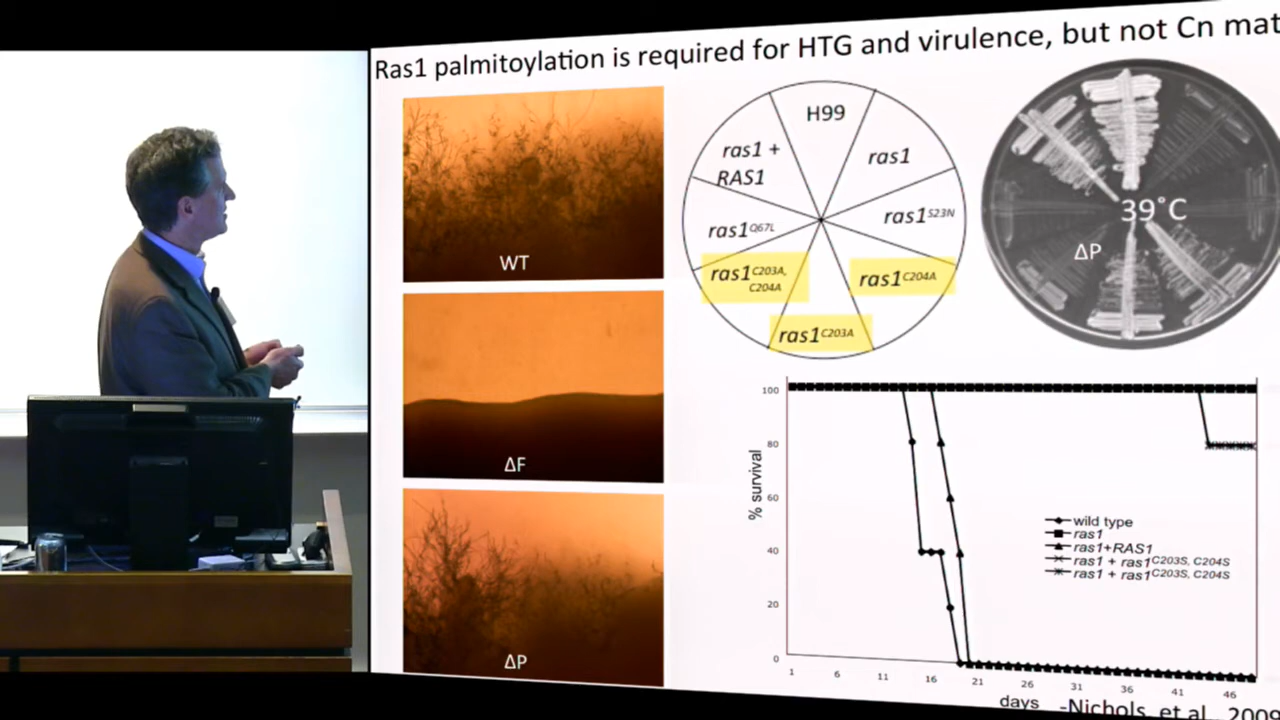 Ras1 palmitoylation is required for HTG and virulence, but not Cn mat
WT
ΔF
ΔP
H99
ras1 +
RAS1
ras1
ras1Q67L
ras1S23N
ras1C203A,
C204A
ras1C204A
ras1C203A
39˚C
ΔP
% survival
100
80
60
40
20
0
1 6 11 16 21 26 31 36 41 46
days
wild type
ras1
ras1+RAS1
ras1 + ras1C203S, C204S
ras1 + ras1C203S, C204S
-Nichols, et al., 2009